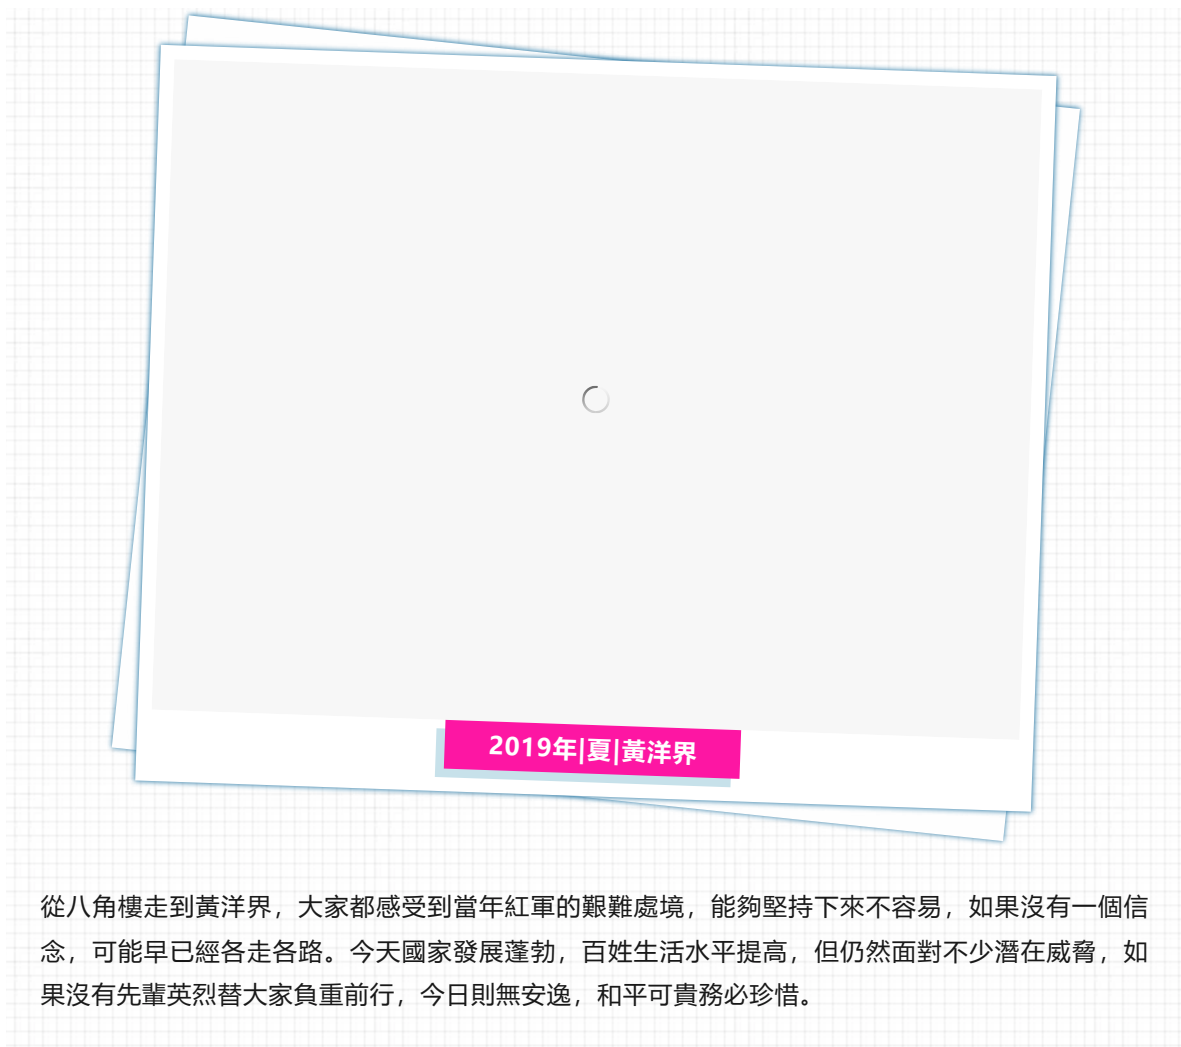 2019年|夏|黃洋界
從八角樓走到黃洋界，大家都感受到當年紅軍的艱難處境，能夠堅持下來不容易，如果沒有一個信
念，可能早已經各走各路。今天國家發展蓬勃，百姓生活水平提高，但仍然面對不少潛在威脅，如
果沒有先輩英烈替大家負重前行，今日則無安逸，和平可貴務必珍惜。